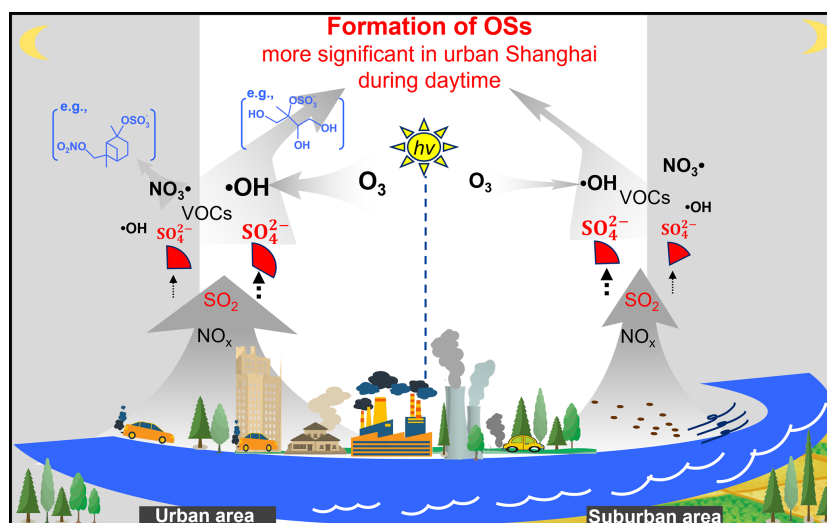 Formation of OSs
more significant in urban Shanghai
during daytime
e.g.,
OSO₃⁻
O₂NO
e.g.,
OSO₃⁻
HO
OH
OH
hv
NO₃•
•OH
O₃
O₃
•OH
NO₃•
VOCs
VOCs
•OH
SO₄²⁻
SO₄²⁻
SO₄²⁻
•OH
SO₄²⁻
SO₂
SO₂
NOₓ
NOₓ
Urban area
Suburban area